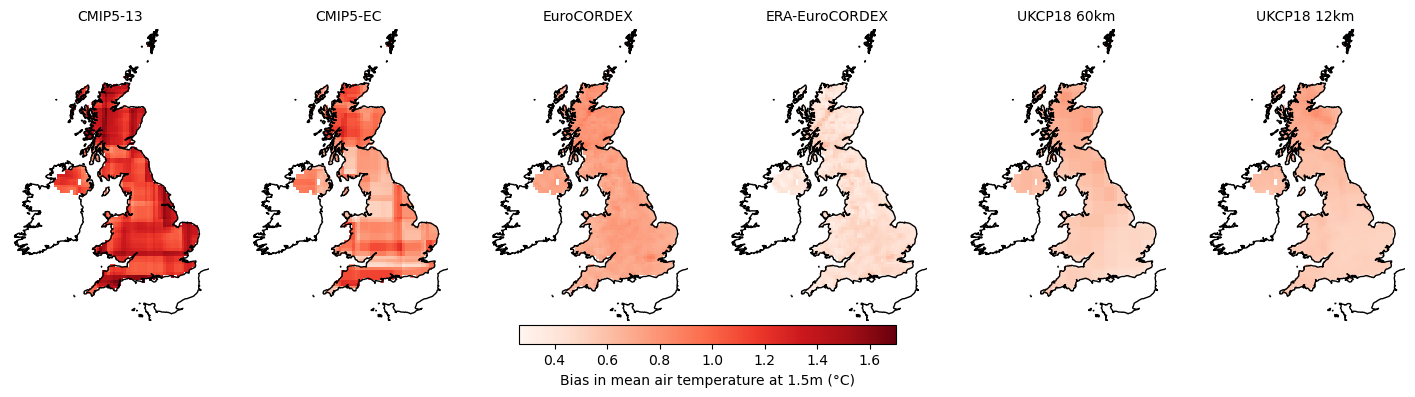 CMIP5-13 CMIP5-EC EuroCORDEX ERA-EuroCORDEX UKCP18 60km UKCP18 12km
0.4 0.6 0.8 1.0 1.2 1.4 1.6
Bias in mean air temperature at 1.5m (°C)